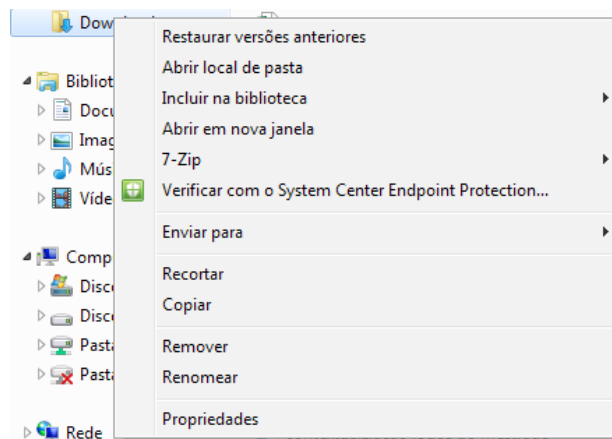 Restaurar versões anteriores
Abrir local de pasta
Incluir na biblioteca
Abrir em nova janela
7-Zip
Verificar com o System Center Endpoint Protection...
Enviar para
Recortar
Copiar
Remover
Renomear
Propriedades
Rede